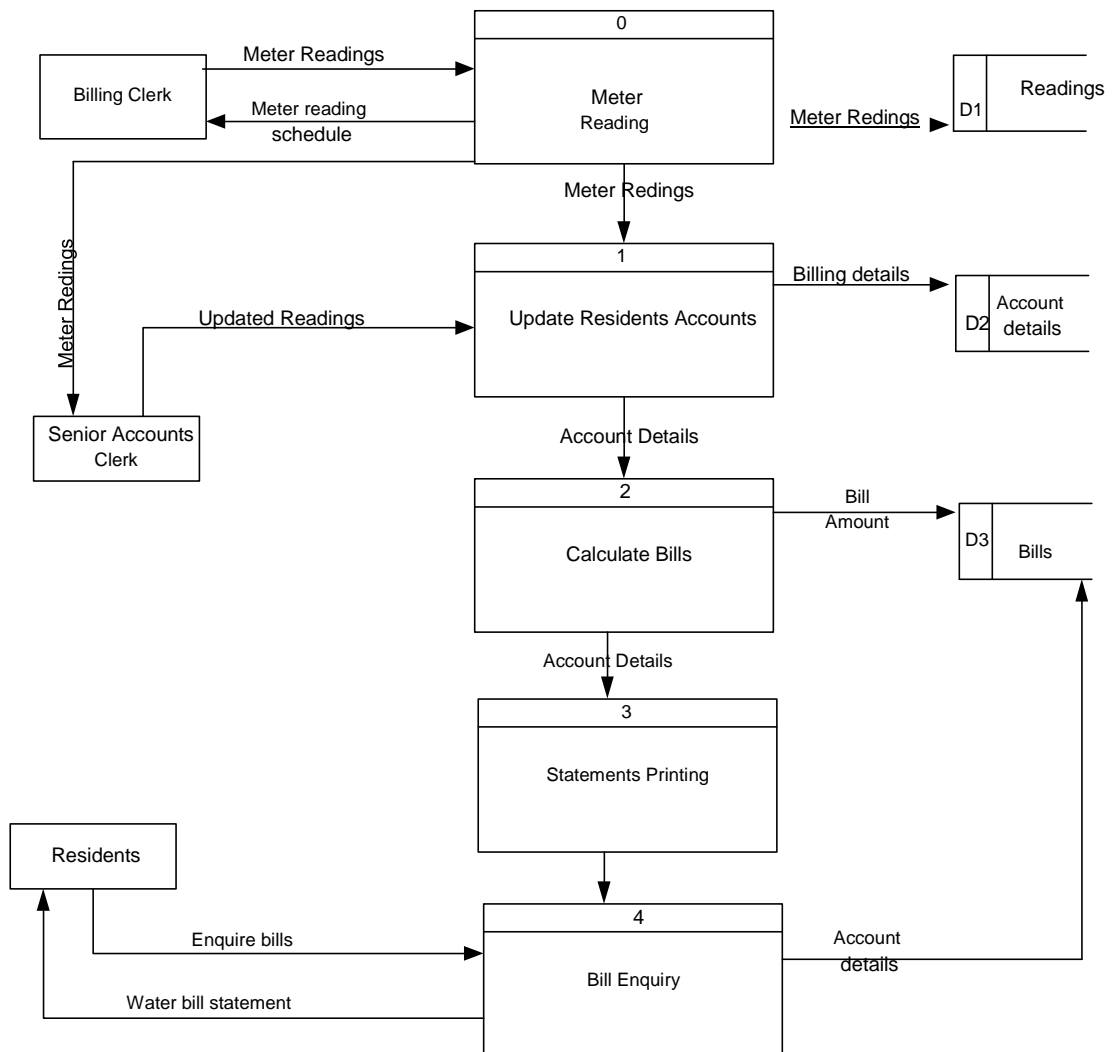 0
Meter Readings
Billing Clerk
Meter reading
schedule
Meter
Reading
Meter Redings
D1
Readings
Meter Redings
Meter Redings
1
Update Residents Accounts
Billing details
D2
Account
details
Updated Readings
Senior Accounts
Clerk
Account Details
2
Calculate Bills
Bill
Amount
D3
Bills
Account Details
3
Statements Printing
Residents
4
Enquire bills
Bill Enquiry
Account
details
Water bill statement